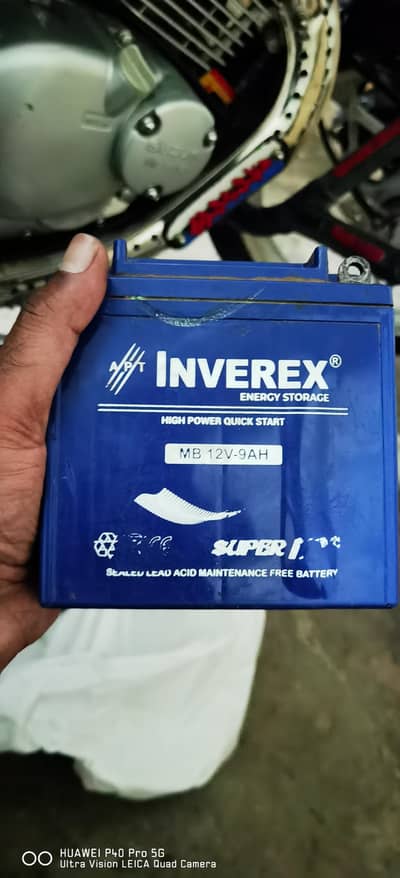 APT INVEREX®
ENERGY STORAGE
HIGH POWER QUICK START
MB 12V-9AH
SUPER
SEALED LEAD ACID MAINTENANCE FREE BATTERY
HUAWEI P40 Pro 5G
Ultra Vision LEICA Quad Camera